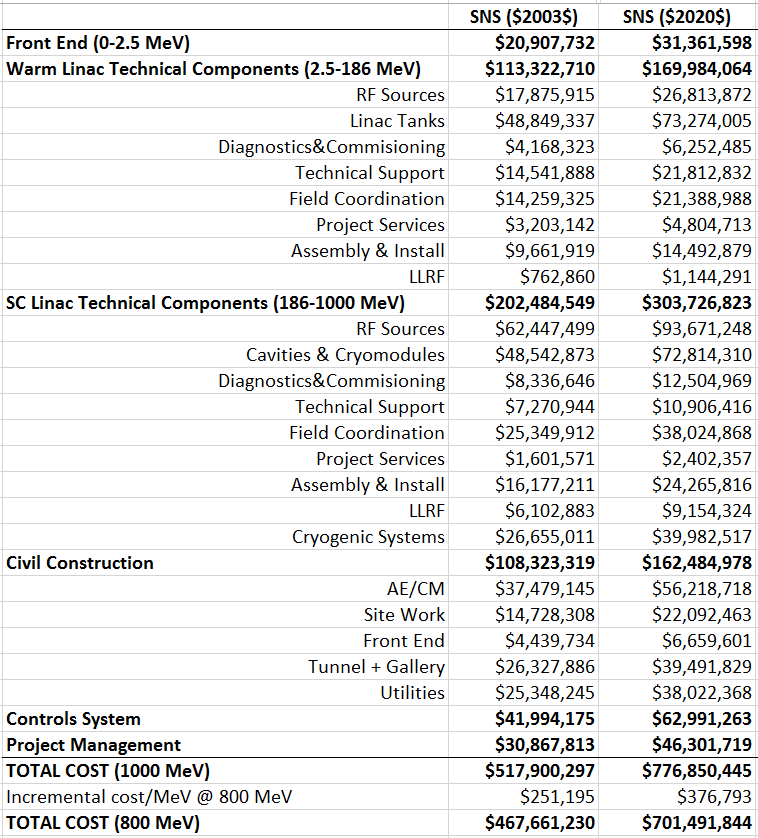 SNS ($2003$) SNS ($2020$)
Front End (0-2.5 MeV) $20,907,732 $31,361,598
Warm Linac Technical Components (2.5-186 MeV) $113,322,710 $169,984,064
RF Sources $17,875,915 $26,813,872
Linac Tanks $48,849,337 $73,274,005
Diagnostics&Commisioning $4,168,323 $6,252,485
Technical Support $14,541,888 $21,812,832
Field Coordination $14,259,325 $21,388,988
Project Services $3,203,142 $4,804,713
Assembly & Install $9,661,919 $14,492,879
LLRF $762,860 $1,144,291
SC Linac Technical Components (186-1000 MeV) $202,484,549 $303,726,823
RF Sources $62,447,499 $93,671,248
Cavities & Cryomodules $48,542,873 $72,814,310
Diagnostics&Commisioning $8,336,646 $12,504,969
Technical Support $7,270,944 $10,906,416
Field Coordination $25,349,912 $38,024,868
Project Services $1,601,571 $2,402,357
Assembly & Install $16,177,211 $24,265,816
LLRF $6,102,883 $9,154,324
Cryogenic Systems $26,655,011 $39,982,517
Civil Construction $108,323,319 $162,484,978
AE/CM $37,479,145 $56,218,718
Site Work $14,728,308 $22,092,463
Front End $4,439,734 $6,659,601
Tunnel + Gallery $26,327,886 $39,491,829
Utilities $25,348,245 $38,022,368
Controls System $41,994,175 $62,991,263
Project Management $30,867,813 $46,301,719
TOTAL COST (1000 MeV) $517,900,297 $776,850,445
Incremental cost/MeV @ 800 MeV $251,195 $376,793
TOTAL COST (800 MeV) $467,661,230 $701,491,844